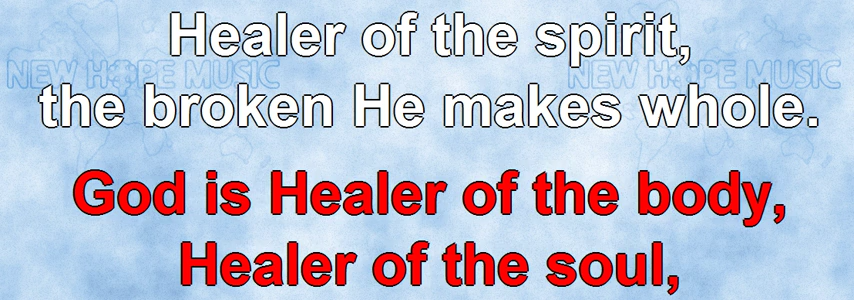 Healer of the spirit,
NEW HOPE MUSIC NEW HOPE MUSIC
the broken He makes whole.
God is Healer of the body,
Healer of the soul,